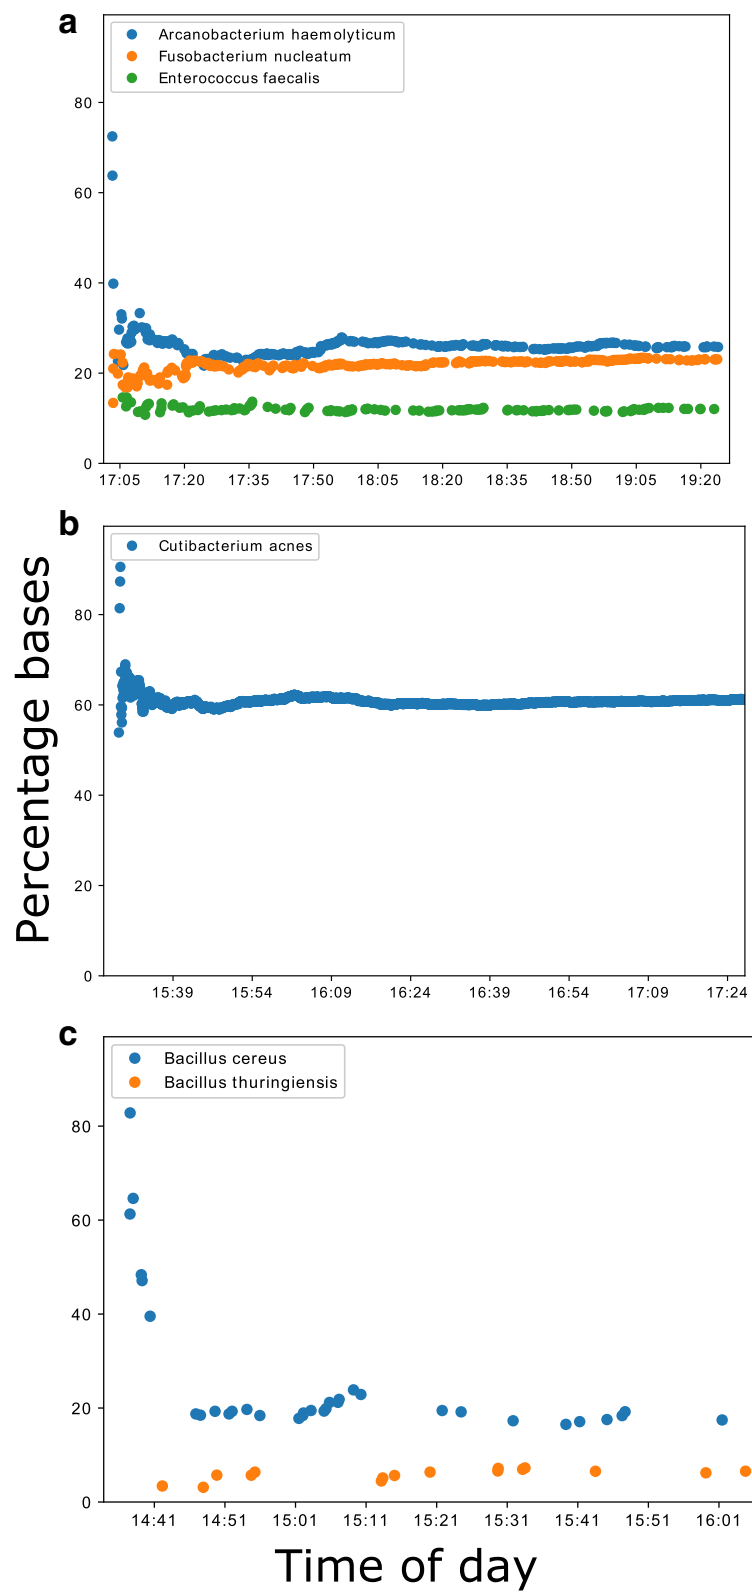 a
Arcanobacterium haemolyticum
Fusobacterium nucleatum
Enterococcus faecalis
80
60
40
20
0
17:05 17:20 17:35 17:50 18:05 18:20 18:35 18:50 19:05 19:20
b
Cutibacterium acnes
80
60
40
20
0
15:39 15:54 16:09 16:24 16:39 16:54 17:09 17:24
Percentage bases
c
Bacillus cereus
Bacillus thuringiensis
80
60
40
20
0
14:41 14:51 15:01 15:11 15:21 15:31 15:41 15:51 16:01
Time of day